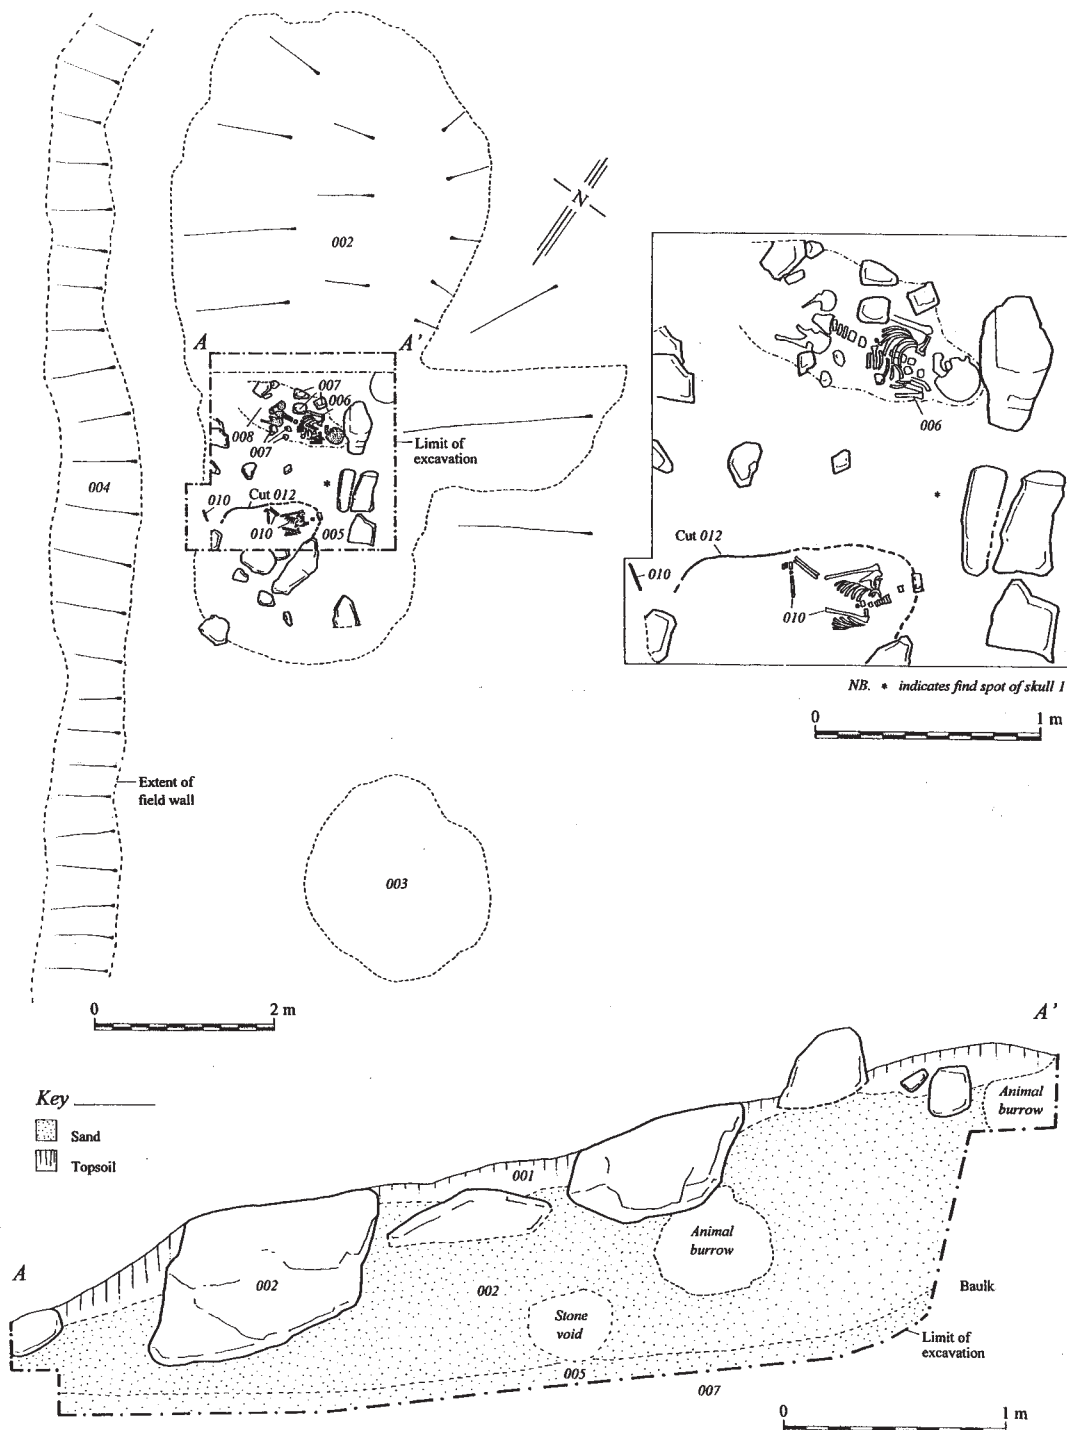 N
002
A
A'
007
006
008
007
Limit of
excavation
004
010
Cut 012
010
005
006
Cut 012
010
010
NB. * indicates find spot of skull 1
0 1 m
Extent of
field wall
003
0 2 m
A'
Key
Sand
Topsoil
Animal
burrow
001
Animal
burrow
A
002
002
Baulk
Stone
void
Limit of
excavation
005
007
0 1 m